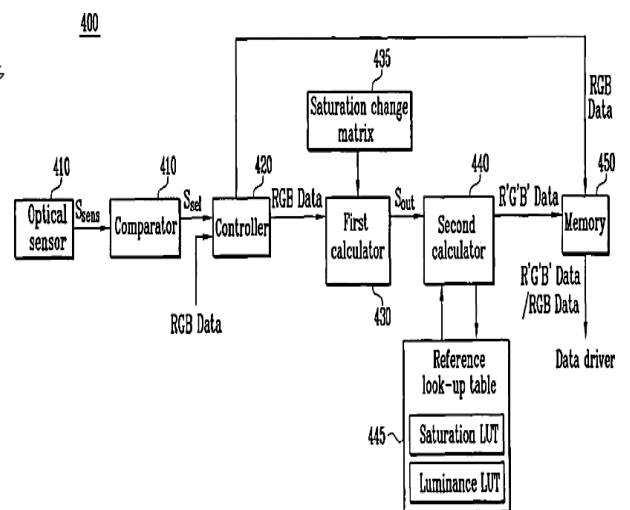 400
435
Saturation change
matrix
RGB
Data
410
Optical
sensor
Ssens
410
Comparator
Ssel
420
Controller
RGB Data
RGB Data
First
calculator
430
Sout
440
Second
calculator
R'G'B' Data
450
Memory
R'G'B' Data
/RGB Data
Data driver
445
Reference
look-up table
Saturation LUT
Luminance LUT